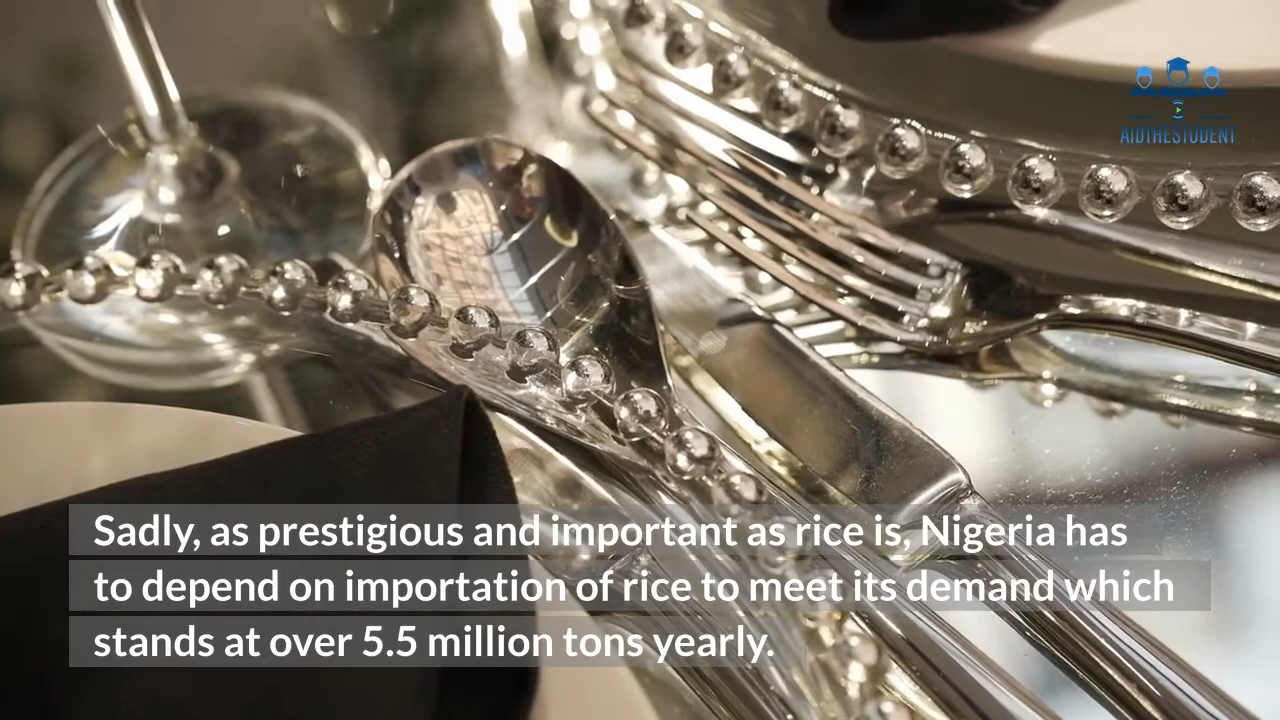 AIDTHESTUDENT
Sadly, as prestigious and important as rice is, Nigeria has
to depend on importation of rice to meet its demand which
stands at over 5.5 million tons yearly.